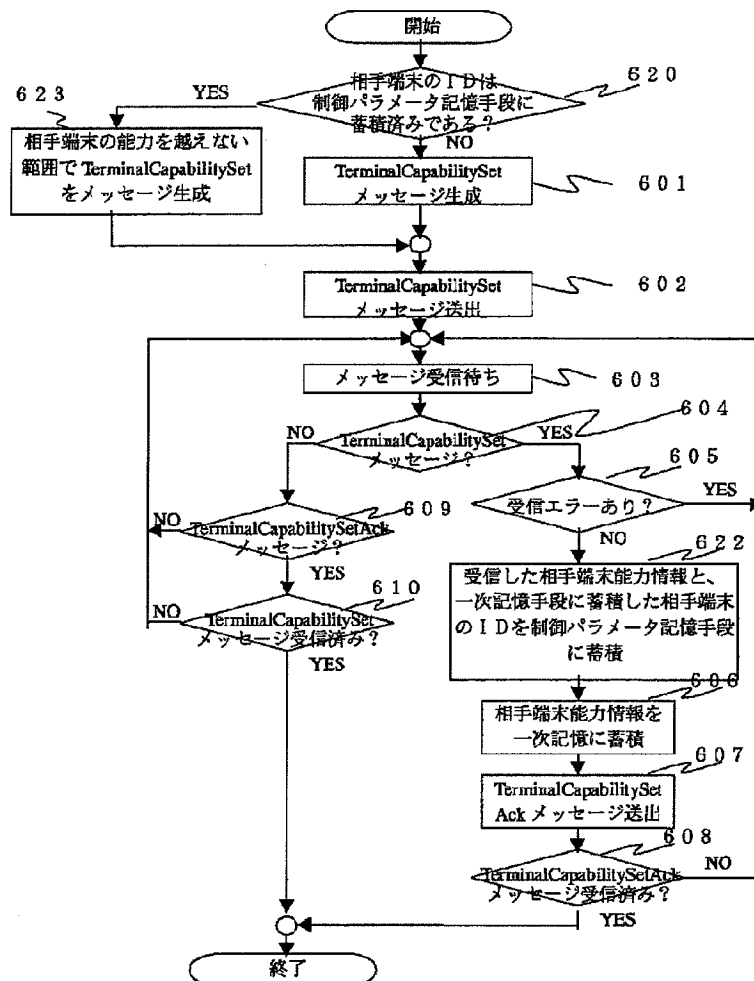 開始
相手端末のＩＤは
制御パラメータ記憶手段に
蓄積済みである?
６２０
YES
NO
６２３
相手端末の能力を越えない
範囲で TerminalCapabilitySet
をメッセージ生成
TerminalCapabilitySet
メッセージ生成
６０１
TerminalCapabilitySet
メッセージ送出
６０２
メッセージ受信待ち
６０３
TerminalCapabilitySet
メッセージ?
６０４
NO
YES
６０５
受信エラーあり?
YES
NO
TerminalCapabilitySetAck
メッセージ?
６０９
NO
YES
６２２
受信した相手端末能力情報と、
一次記憶手段に蓄積した相手端末
のＩＤを制御パラメータ記憶手段
に蓄積
TerminalCapabilitySet
メッセージ受信済み?
６１０
NO
YES
６０６
相手端末能力情報を
一次記憶に蓄積
６０７
TerminalCapabilitySet
Ack メッセージ送出
６０８
TerminalCapabilitySetAck
メッセージ受信済み?
NO
YES
終了